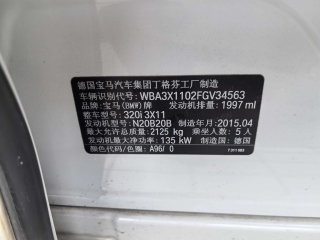 德国宝马汽车集团丁格芬工厂制造
车辆识别代号: WBA3X1102FGV34563
品牌: 宝马(BMW)牌 发动机排量: 1997 ml
整车型号: 320i 3X11
发动机型号: N20B20B 制造年月: 2015.04
最大允许总质量: 2125 kg 乘坐人数: 5 人
发动机最大功率: 135 kW 制造国: 德国
颜色代码/色圈: A96/ 0